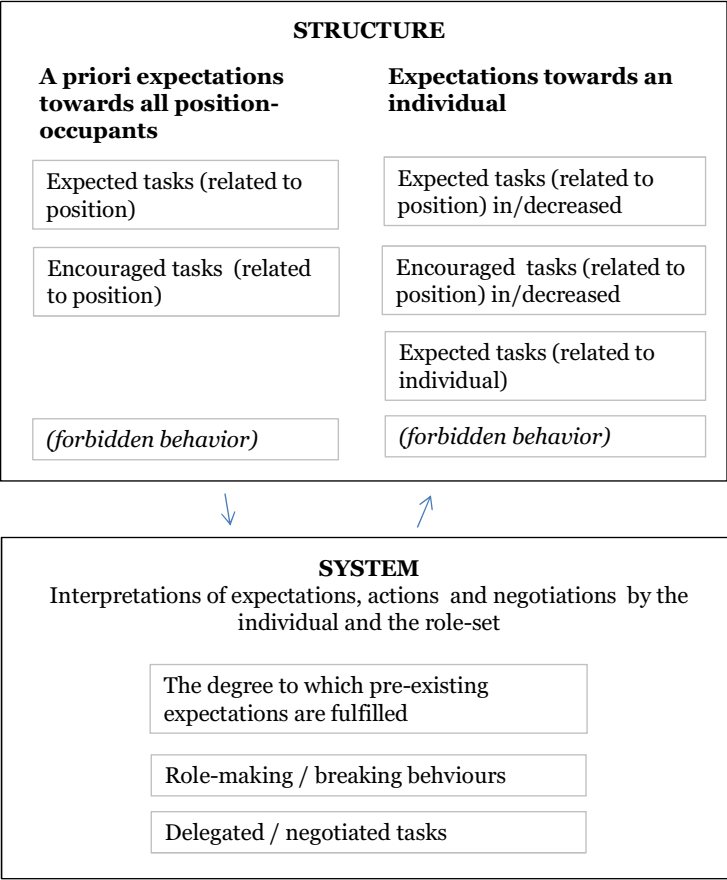 STRUCTURE
A priori expectations
towards all position-
occupants
Expected tasks (related to
position)
Encouraged tasks (related
to position)
(forbidden behavior)
Expectations towards an
individual
Expected tasks (related to
position) in/decreased
Encouraged tasks (related to
position) in/decreased
Expected tasks (related to
individual)
(forbidden behavior)
SYSTEM
Interpretations of expectations, actions and negotiations by the
individual and the role-set
The degree to which pre-existing
expectations are fulfilled
Role-making / breaking behviours
Delegated / negotiated tasks